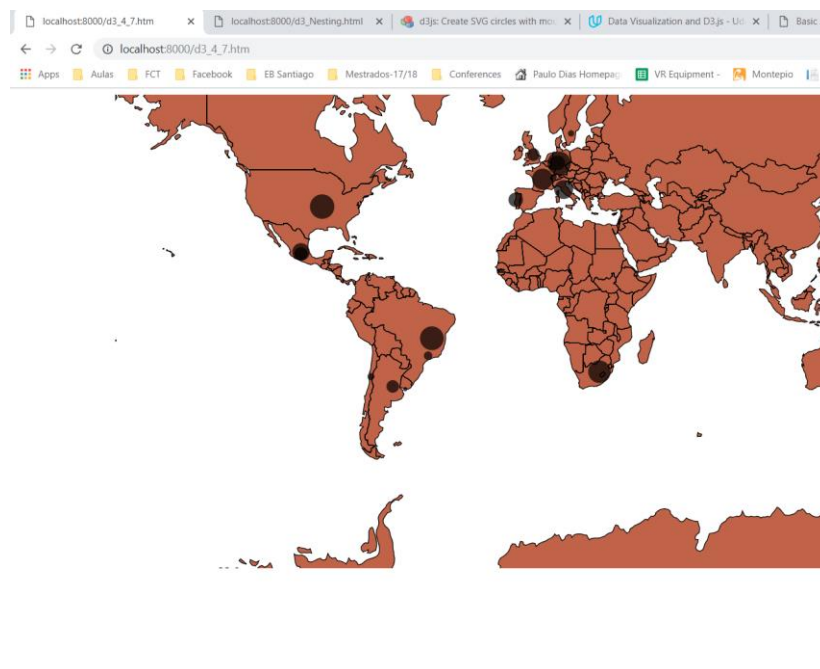 localhost:8000/d3_4_7.htm × localhost:8000/d3_Nesting.html × d3js: Create SVG circles with mou × Data Visualization and D3.js - Ud × Basic
localhost:8000/d3_4_7.htm
Apps Aulas FCT Facebook EB Santiago Mestrados-17/18 Conferences Paulo Dias Homepag VR Equipment - Montepio